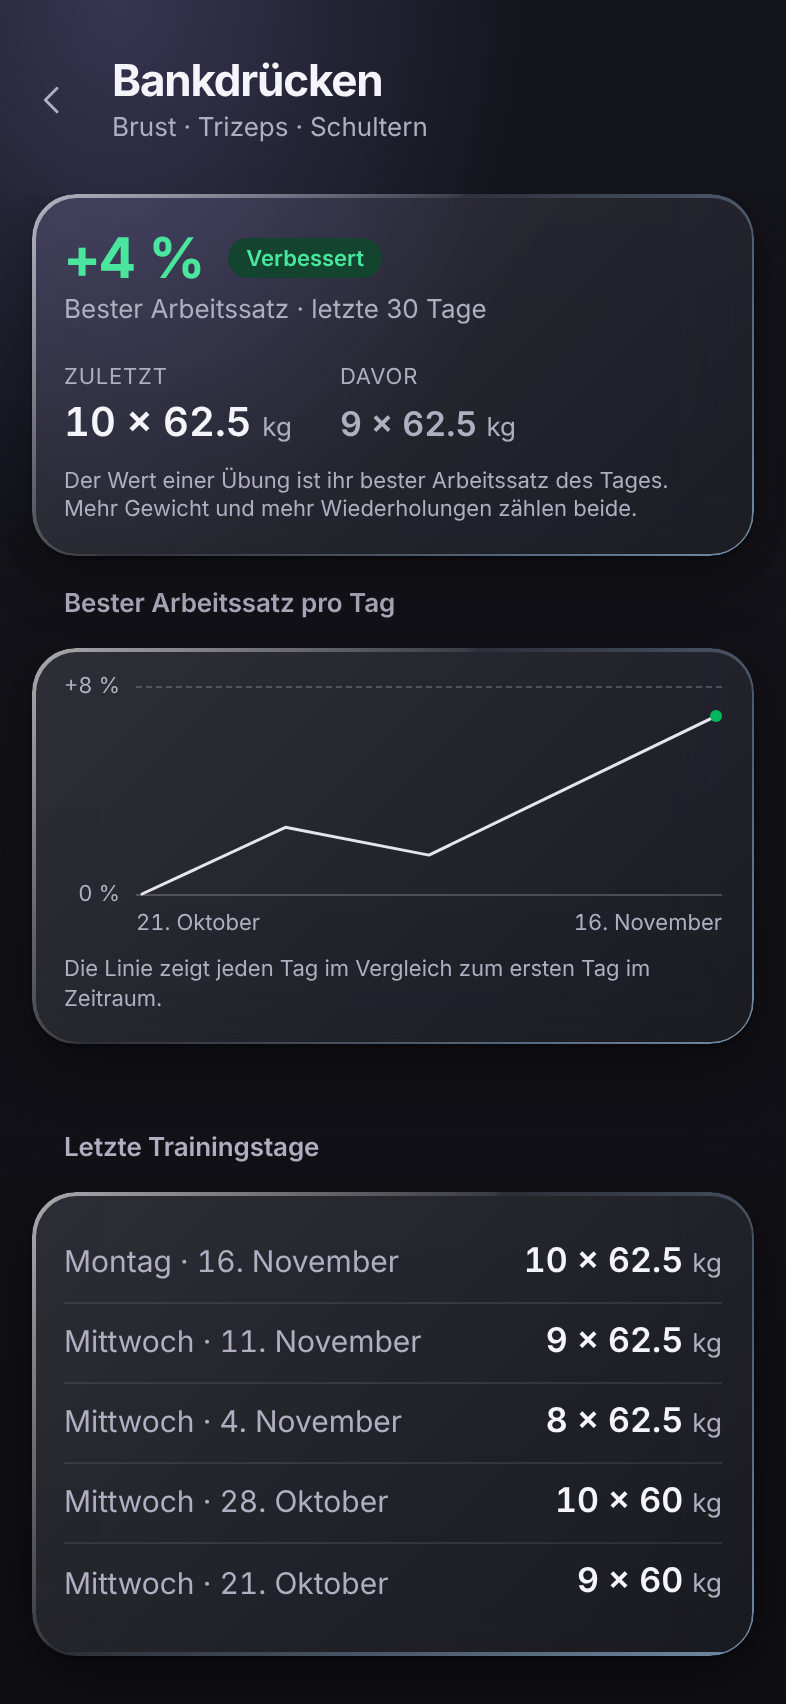 Bankdrücken
Brust · Trizeps · Schultern
+4 % Verbessert
Bester Arbeitssatz · letzte 30 Tage
ZULETZT DAVOR
10 × 62.5 kg 9 × 62.5 kg
Der Wert einer Übung ist ihr bester Arbeitssatz des Tages.
Mehr Gewicht und mehr Wiederholungen zählen beide.
Bester Arbeitssatz pro Tag
+8 %
0 %
21. Oktober 16. November
Die Linie zeigt jeden Tag im Vergleich zum ersten Tag im
Zeitraum.
Letzte Trainingstage
Montag · 16. November 10 × 62.5 kg
Mittwoch · 11. November 9 × 62.5 kg
Mittwoch · 4. November 8 × 62.5 kg
Mittwoch · 28. Oktober 10 × 60 kg
Mittwoch · 21. Oktober 9 × 60 kg